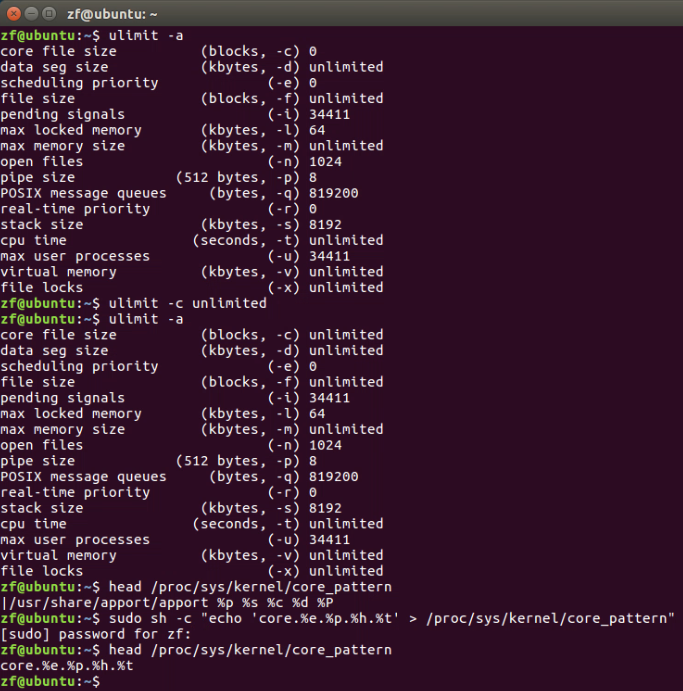 zf@ubuntu: ~
zf@ubuntu:~$ ulimit -a
core file size          (blocks, -c) 0
data seg size           (kbytes, -d) unlimited
scheduling priority             (-e) 0
file size               (blocks, -f) unlimited
pending signals                 (-i) 34411
max locked memory       (kbytes, -l) 64
max memory size         (kbytes, -m) unlimited
open files                      (-n) 1024
pipe size            (512 bytes, -p) 8
POSIX message queues     (bytes, -q) 819200
real-time priority              (-r) 0
stack size              (kbytes, -s) 8192
cpu time               (seconds, -t) unlimited
max user processes              (-u) 34411
virtual memory          (kbytes, -v) unlimited
file locks                      (-x) unlimited
zf@ubuntu:~$ ulimit -c unlimited
zf@ubuntu:~$ ulimit -a
core file size          (blocks, -c) unlimited
data seg size           (kbytes, -d) unlimited
scheduling priority             (-e) 0
file size               (blocks, -f) unlimited
pending signals                 (-i) 34411
max locked memory       (kbytes, -l) 64
max memory size         (kbytes, -m) unlimited
open files                      (-n) 1024
pipe size            (512 bytes, -p) 8
POSIX message queues     (bytes, -q) 819200
real-time priority              (-r) 0
stack size              (kbytes, -s) 8192
cpu time               (seconds, -t) unlimited
max user processes              (-u) 34411
virtual memory          (kbytes, -v) unlimited
file locks                      (-x) unlimited
zf@ubuntu:~$ head /proc/sys/kernel/core_pattern
|/usr/share/apport/apport %p %s %c %d %P
zf@ubuntu:~$ sudo sh -c "echo 'core.%e.%p.%h.%t' > /proc/sys/kernel/core_pattern"
[sudo] password for zf:
zf@ubuntu:~$ head /proc/sys/kernel/core_pattern
core.%e.%p.%h.%t
zf@ubuntu:~$